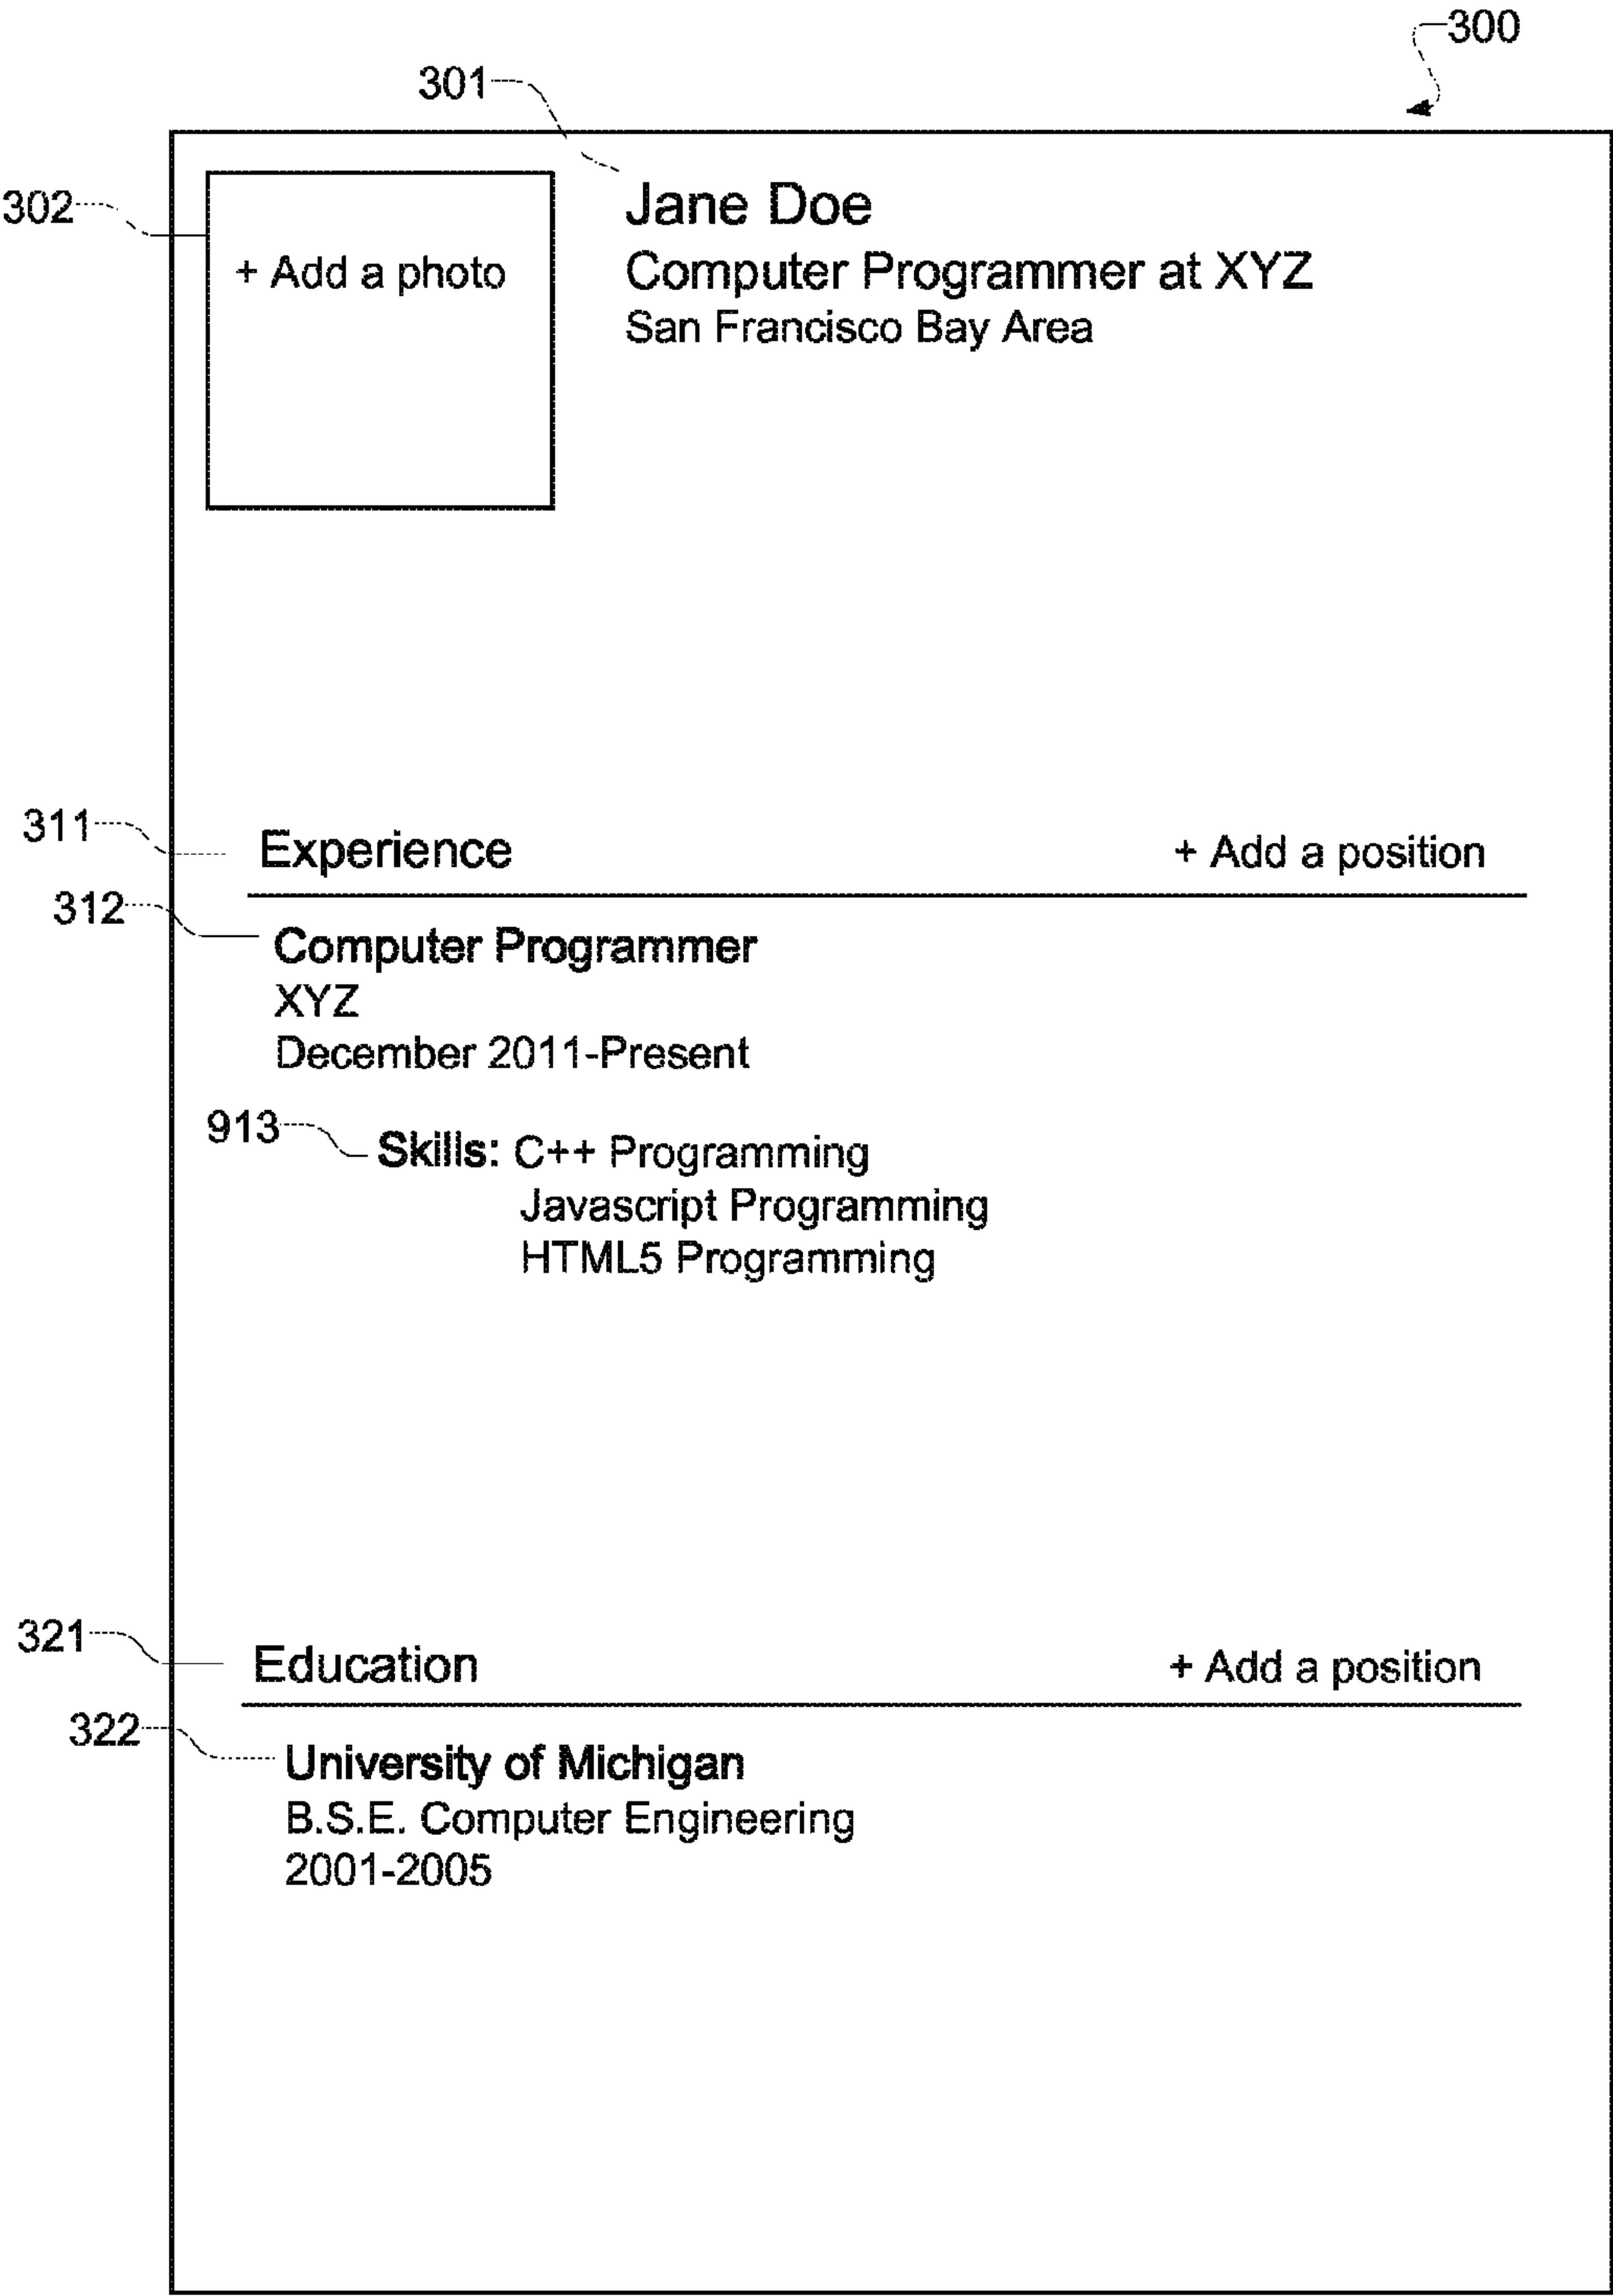 300
301
302
+ Add a photo
Jane Doe
Computer Programmer at XYZ
San Francisco Bay Area
311
Experience
+ Add a position
312
Computer Programmer
XYZ
December 2011-Present
913
Skills: C++ Programming
Javascript Programming
HTML5 Programming
321
Education
+ Add a position
322
University of Michigan
B.S.E. Computer Engineering
2001-2005